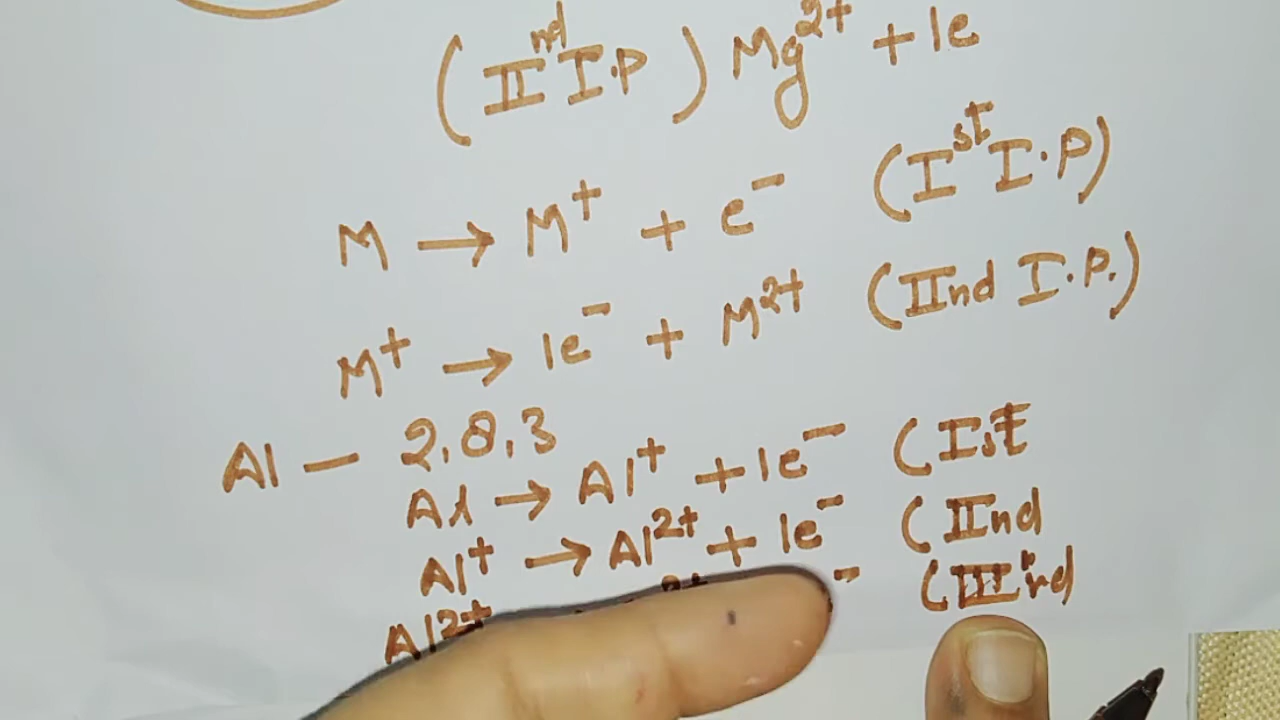 (IInd I.P) Mg2+ + 1e
M → M+ + e− (Ist I.P)
M+ → 1e− + M2+ (IInd I.P.)
Al — 2,8,3
Al → Al+ + 1e− (Ist
Al+ → Al2+ + 1e− (IInd
Al2+ − (IIIrd